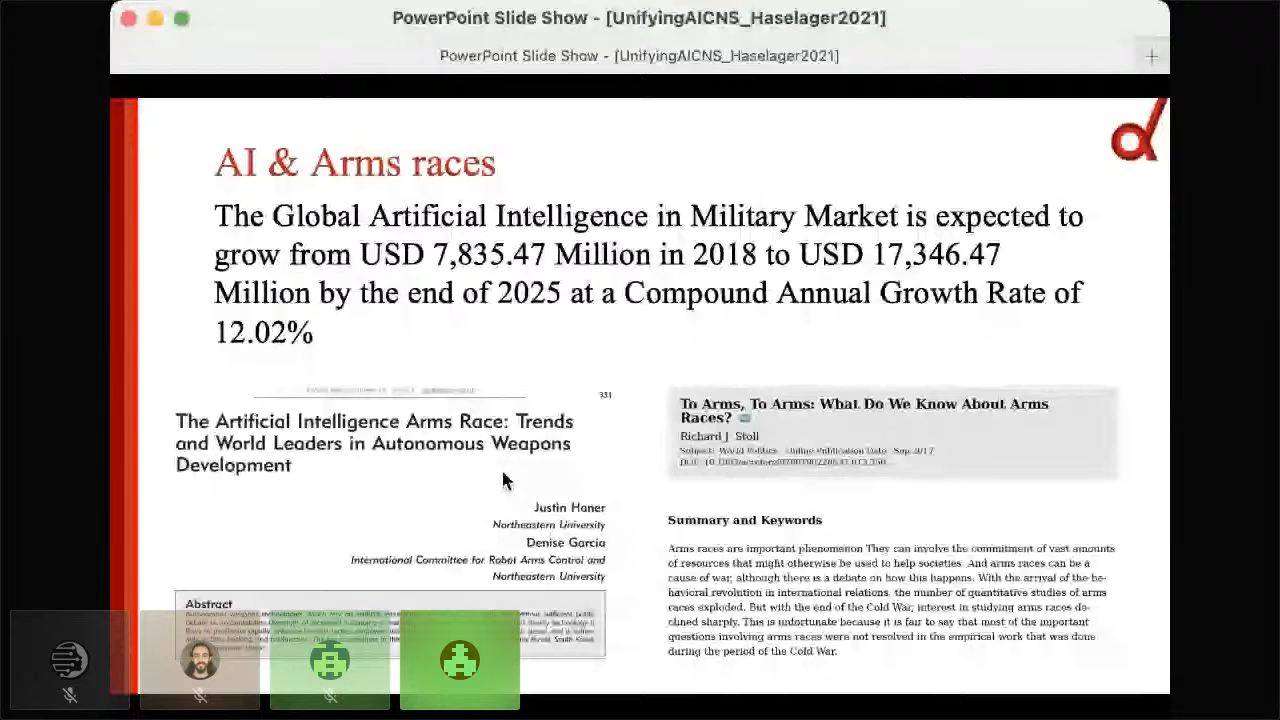 PowerPoint Slide Show - [UnifyingAICNS_Haselager2021]
PowerPoint Slide Show - [UnifyingAICNS_Haselager2021]
AI & Arms races
The Global Artificial Intelligence in Military Market is expected to
grow from USD 7,835.47 Million in 2018 to USD 17,346.47
Million by the end of 2025 at a Compound Annual Growth Rate of
12.02%
331
The Artificial Intelligence Arms Race: Trends
and World Leaders in Autonomous Weapons
Development
Justin Haner
Northeastern University
Denise Garcia
International Committee for Robot Arms Control and
Northeastern University
Abstract
To Arms, To Arms: What Do We Know About Arms
Races?
Richard J. Stoll
Subject: World Politics Online Publication Date: Sep 2017
Summary and Keywords
Arms races are important phenomenon They can involve the commitment of vast amounts
of resources that might otherwise be used to help societies. And arms races can be a
cause of war, although there is a debate on how this happens. With the arrival of the be-
havioral revolution in international relations, the number of quantitative studies of arms
races exploded. But with the end of the Cold War, interest in studying arms races de-
clined sharply. This is unfortunate because it is fair to say that most of the important
questions involving arms races were not resolved in the empirical work that was done
during the period of the Cold War.